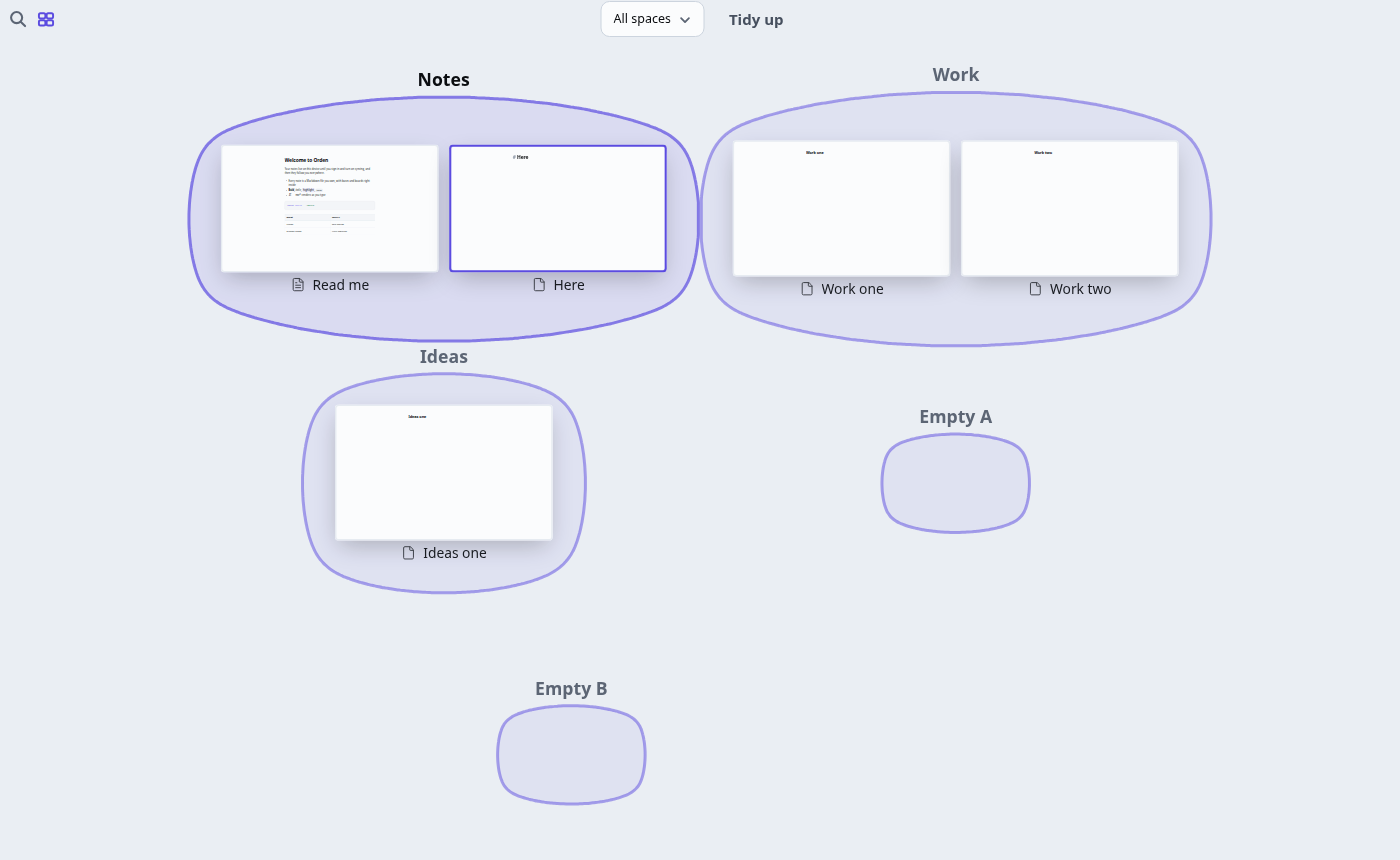 All spaces
Tidy up
Notes
Work
Welcome to Orden
# Here
Work one
Work two
Read me
Here
Work one
Work two
Ideas
Ideas one
Ideas one
Empty A
Empty B